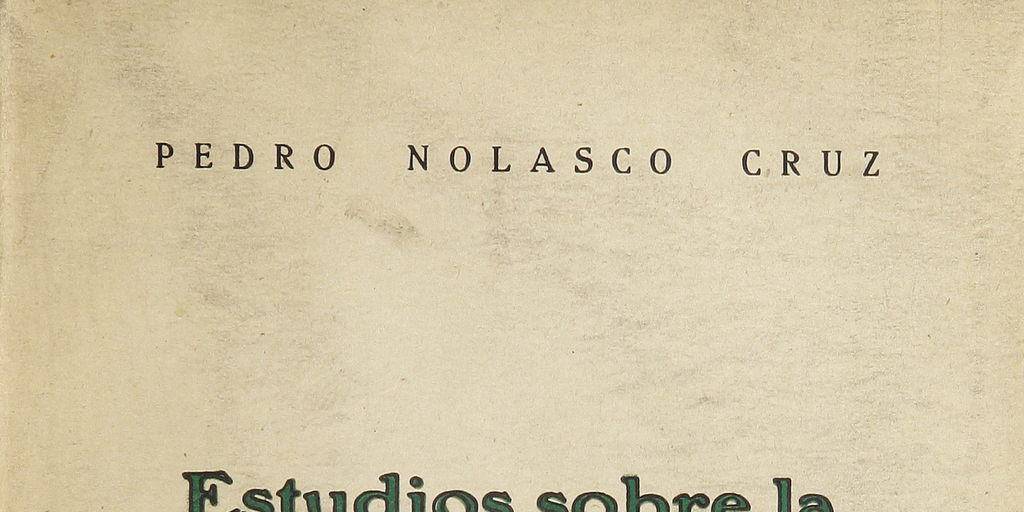 PEDRO NOLASCO CRUZ
Estudios sobre la